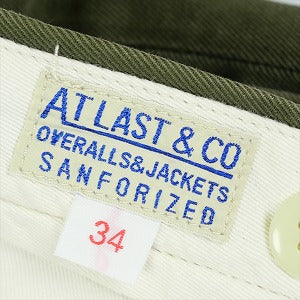 AT LAST & CO
OVERALLS & JACKETS
SANFORIZED
34